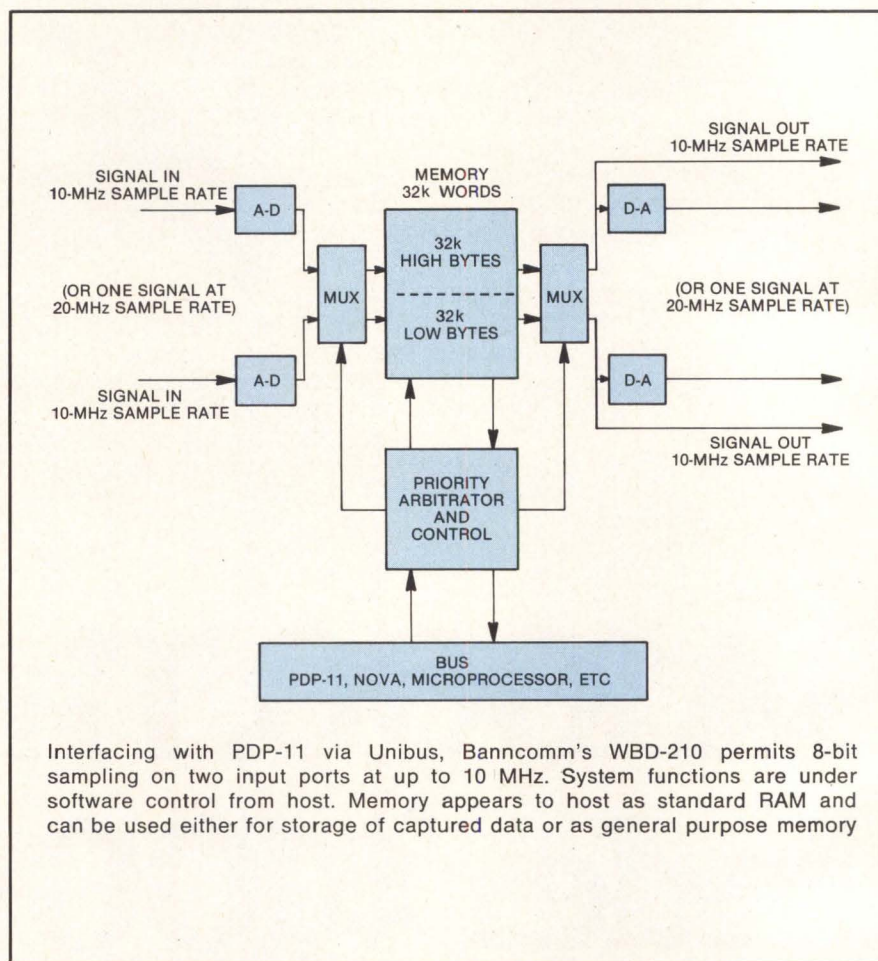 SIGNAL IN
10-MHz SAMPLE RATE
A-D
(OR ONE SIGNAL AT
20-MHz SAMPLE RATE)
A-D
SIGNAL IN
10-MHz SAMPLE RATE
MUX
MEMORY
32k WORDS
32k
HIGH BYTES
32k
LOW BYTES
MUX
SIGNAL OUT
10-MHz SAMPLE RATE
D-A
(OR ONE SIGNAL AT
20-MHz SAMPLE RATE)
D-A
SIGNAL OUT
10-MHz SAMPLE RATE
PRIORITY
ARBITRATOR
AND
CONTROL
BUS
PDP-11, NOVA, MICROPROCESSOR, ETC
Interfacing with PDP-11 via Unibus, Banncomm's WBD-210 permits 8-bit
sampling on two input ports at up to 10 MHz. System functions are under
software control from host. Memory appears to host as standard RAM and
can be used either for storage of captured data or as general purpose memory